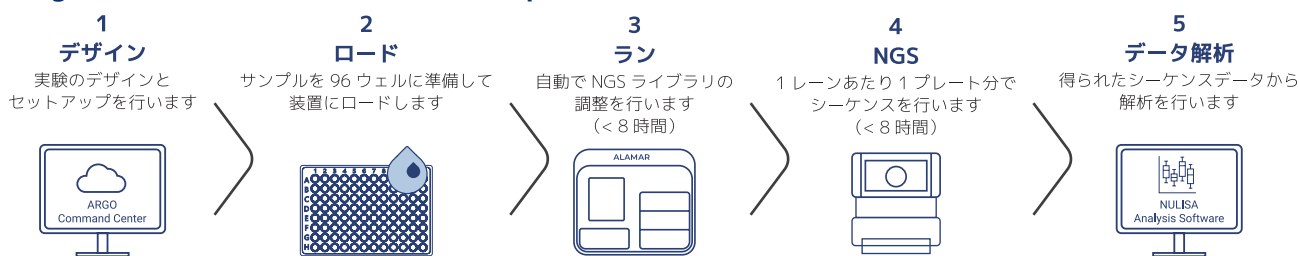 1
デザイン
実験のデザインと
セットアップを行います
ARGO
Command Center
2
ロード
サンプルを 96 ウェルに準備して
装置にロードします
1 2 3 4 5 6 7 8
A
B
C
D
E
F
G
H
3
ラン
自動で NGS ライブラリの
調整を行います
(< 8 時間)
ALAMAR
4
NGS
1 レーンあたり 1 プレート分で
シーケンスを行います
(< 8 時間)
5
データ解析
得られたシーケンスデータから
解析を行います
NULISA
Analysis Software